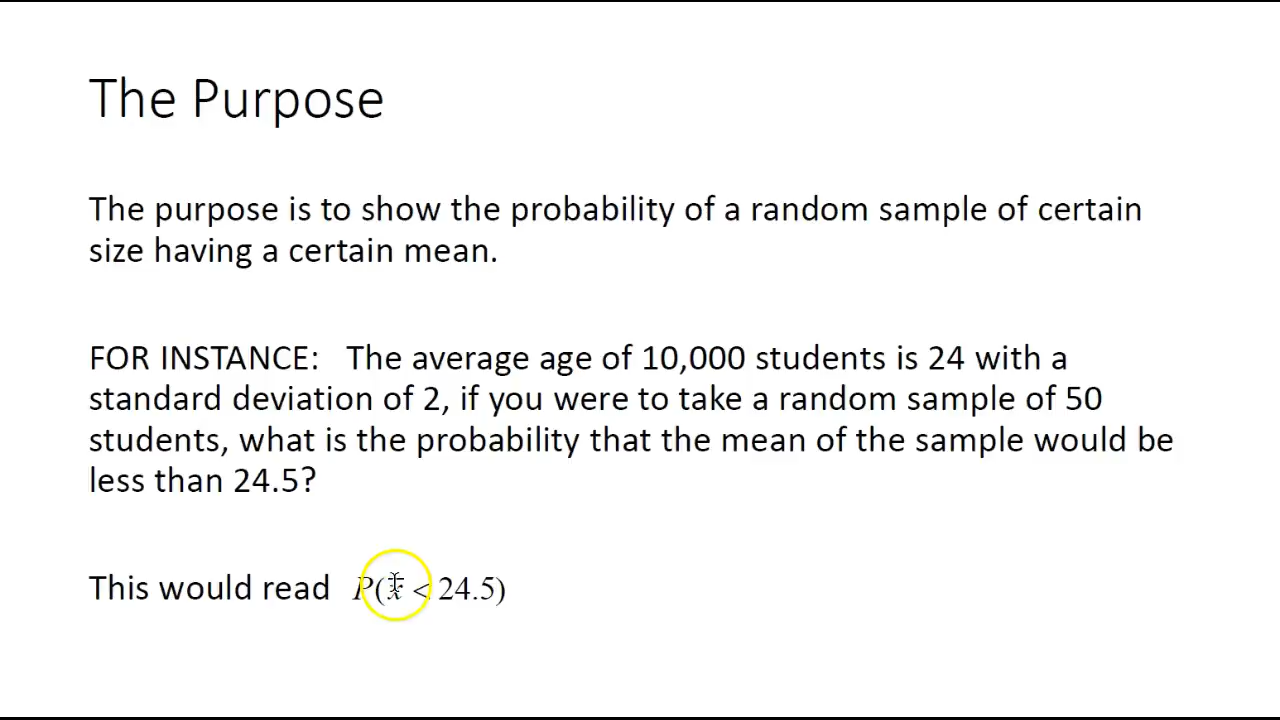 The Purpose
The purpose is to show the probability of a random sample of certain
size having a certain mean.
FOR INSTANCE: The average age of 10,000 students is 24 with a
standard deviation of 2, if you were to take a random sample of 50
students, what is the probability that the mean of the sample would be
less than 24.5?
This would read P(x̄ < 24.5)